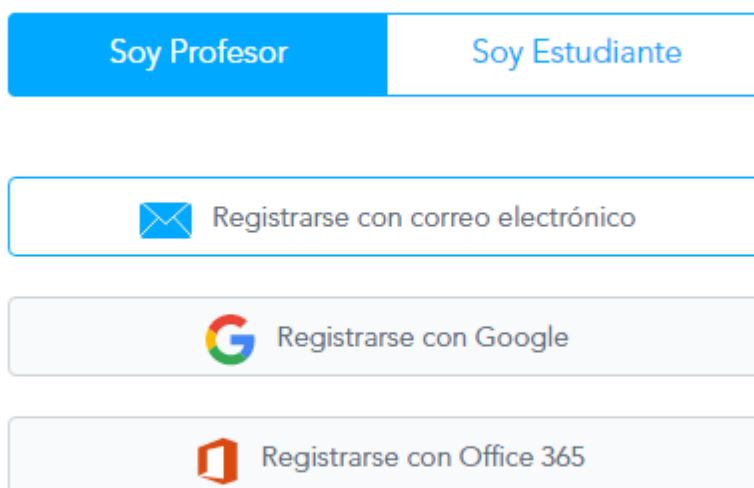 Soy Profesor Soy Estudiante
Registrarse con correo electrónico
Registrarse con Google
Registrarse con Office 365